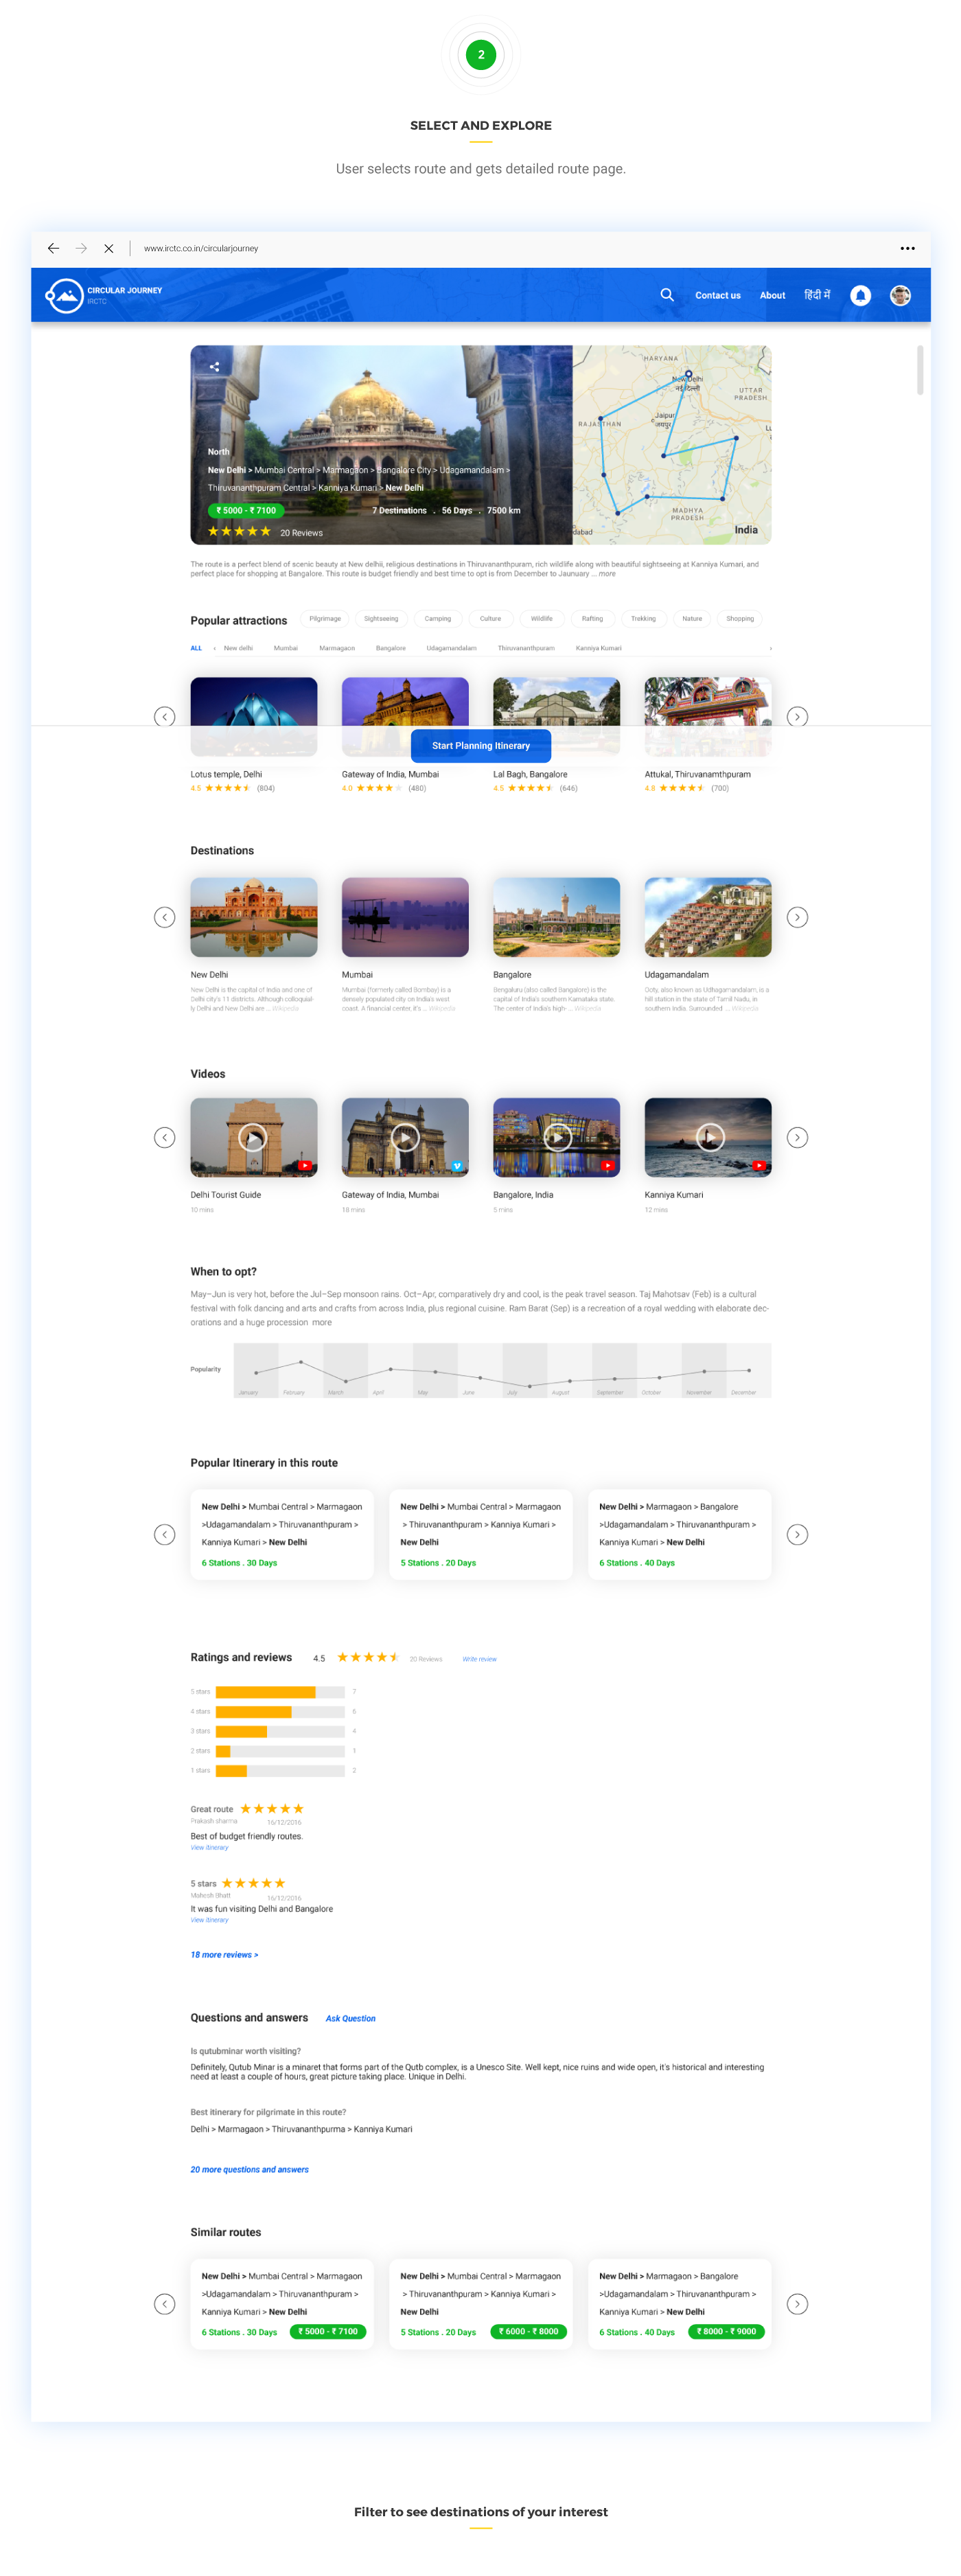 2
SELECT AND EXPLORE
User selects route and gets detailed route page.
www.irctc.co.in/circularjourney
CIRCULAR JOURNEY
IRCTC
Contact us
About
हिंदी में
North
New Delhi > Mumbai Central > Marmagaon > Bangalore City > Udagamandalam >
Thiruvananthpuram Central > Kanniya Kumari > New Delhi
₹ 5000 - ₹ 7100
7 Destinations . 56 Days . 7500 km
20 Reviews
HARYANA
New Delhi
नई दिल्ली
UTTAR
PRADESH
Jaipur
जयपुर
RAJASTHAN
MADHYA
PRADESH
dabad
India
The route is a perfect blend of scenic beauty at New delhii, religious destinations in Thiruvananthpuram, rich wildlife along with beautiful sightseeing at Kanniya Kumari, and
perfect place for shopping at Bangalore. This route is budget friendly and best time to opt is from December to Jaunuary ... more
Popular attractions
Pilgrimage
Sightseeing
Camping
Culture
Wildlife
Rafting
Trekking
Nature
Shopping
ALL
New delhi
Mumbai
Marmagaon
Bangalore
Udagamandalam
Thiruvananthpuram
Kanniya Kumari
Start Planning Itinerary
Lotus temple, Delhi
Gateway of India, Mumbai
Lal Bagh, Bangalore
Attukal, Thiruvanamthpuram
4.5 (804)
4.0 (480)
4.5 (646)
4.8 (700)
Destinations
New Delhi
Mumbai
Bangalore
Udagamandalam
New Delhi is the capital of India and one of
Delhi city's 11 districts. Although colloquial-
ly Delhi and New Delhi are ... Wikipedia
Mumbai (formerly called Bombay) is a
densely populated city on India's west
coast. A financial center, it's ... Wikipedia
Bengaluru (also called Bangalore) is the
capital of India's southern Karnataka state.
The center of India's high- ... Wikipedia
Ooty, also known as Udhagamandalam, is a
hill station in the state of Tamil Nadu, in
southern India. Surrounded ... Wikipedia
Videos
Delhi Tourist Guide
Gateway of India, Mumbai
Bangalore, India
Kanniya Kumari
10 mins
18 mins
5 mins
12 mins
When to opt?
May–Jun is very hot, before the Jul–Sep monsoon rains. Oct–Apr, comparatively dry and cool, is the peak travel season. Taj Mahotsav (Feb) is a cultural
festival with folk dancing and arts and crafts from across India, plus regional cuisine. Ram Barat (Sep) is a recreation of a royal wedding with elaborate dec-
orations and a huge procession more
Popularity
January
February
March
April
May
June
July
August
September
October
November
December
Popular Itinerary in this route
New Delhi > Mumbai Central > Marmagaon
>Udagamandalam > Thiruvananthpuram >
Kanniya Kumari > New Delhi
6 Stations . 30 Days
New Delhi > Mumbai Central > Marmagaon
> Thiruvananthpuram > Kanniya Kumari >
New Delhi
5 Stations . 20 Days
New Delhi > Marmagaon > Bangalore
>Udagamandalam > Thiruvananthpuram >
Kanniya Kumari > New Delhi
6 Stations . 40 Days
Ratings and reviews
4.5
20 Reviews
Write review
5 stars 7
4 stars 6
3 stars 4
2 stars 1
1 stars 2
Great route
Prakash sharma 16/12/2016
Best of budget friendly routes.
View itinerary
5 stars
Mahesh Bhatt 16/12/2016
It was fun visiting Delhi and Bangalore
View itinerary
18 more reviews >
Questions and answers
Ask Question
Is qutubminar worth visiting?
Definitely, Qutub Minar is a minaret that forms part of the Qutb complex, is a Unesco Site. Well kept, nice ruins and wide open, it's historical and interesting
need at least a couple of hours, great picture taking place. Unique in Delhi.
Best itinerary for pilgrimate in this route?
Delhi > Marmagaon > Thiruvananthpurma > Kanniya Kumari
20 more questions and answers
Similar routes
New Delhi > Mumbai Central > Marmagaon
>Udagamandalam > Thiruvananthpuram >
Kanniya Kumari > New Delhi
6 Stations . 30 Days
₹ 5000 - ₹ 7100
New Delhi > Mumbai Central > Marmagaon
> Thiruvananthpuram > Kanniya Kumari >
New Delhi
5 Stations . 20 Days
₹ 6000 - ₹ 8000
New Delhi > Marmagaon > Bangalore
>Udagamandalam > Thiruvananthpuram >
Kanniya Kumari > New Delhi
6 Stations . 40 Days
₹ 8000 - ₹ 9000
Filter to see destinations of your interest